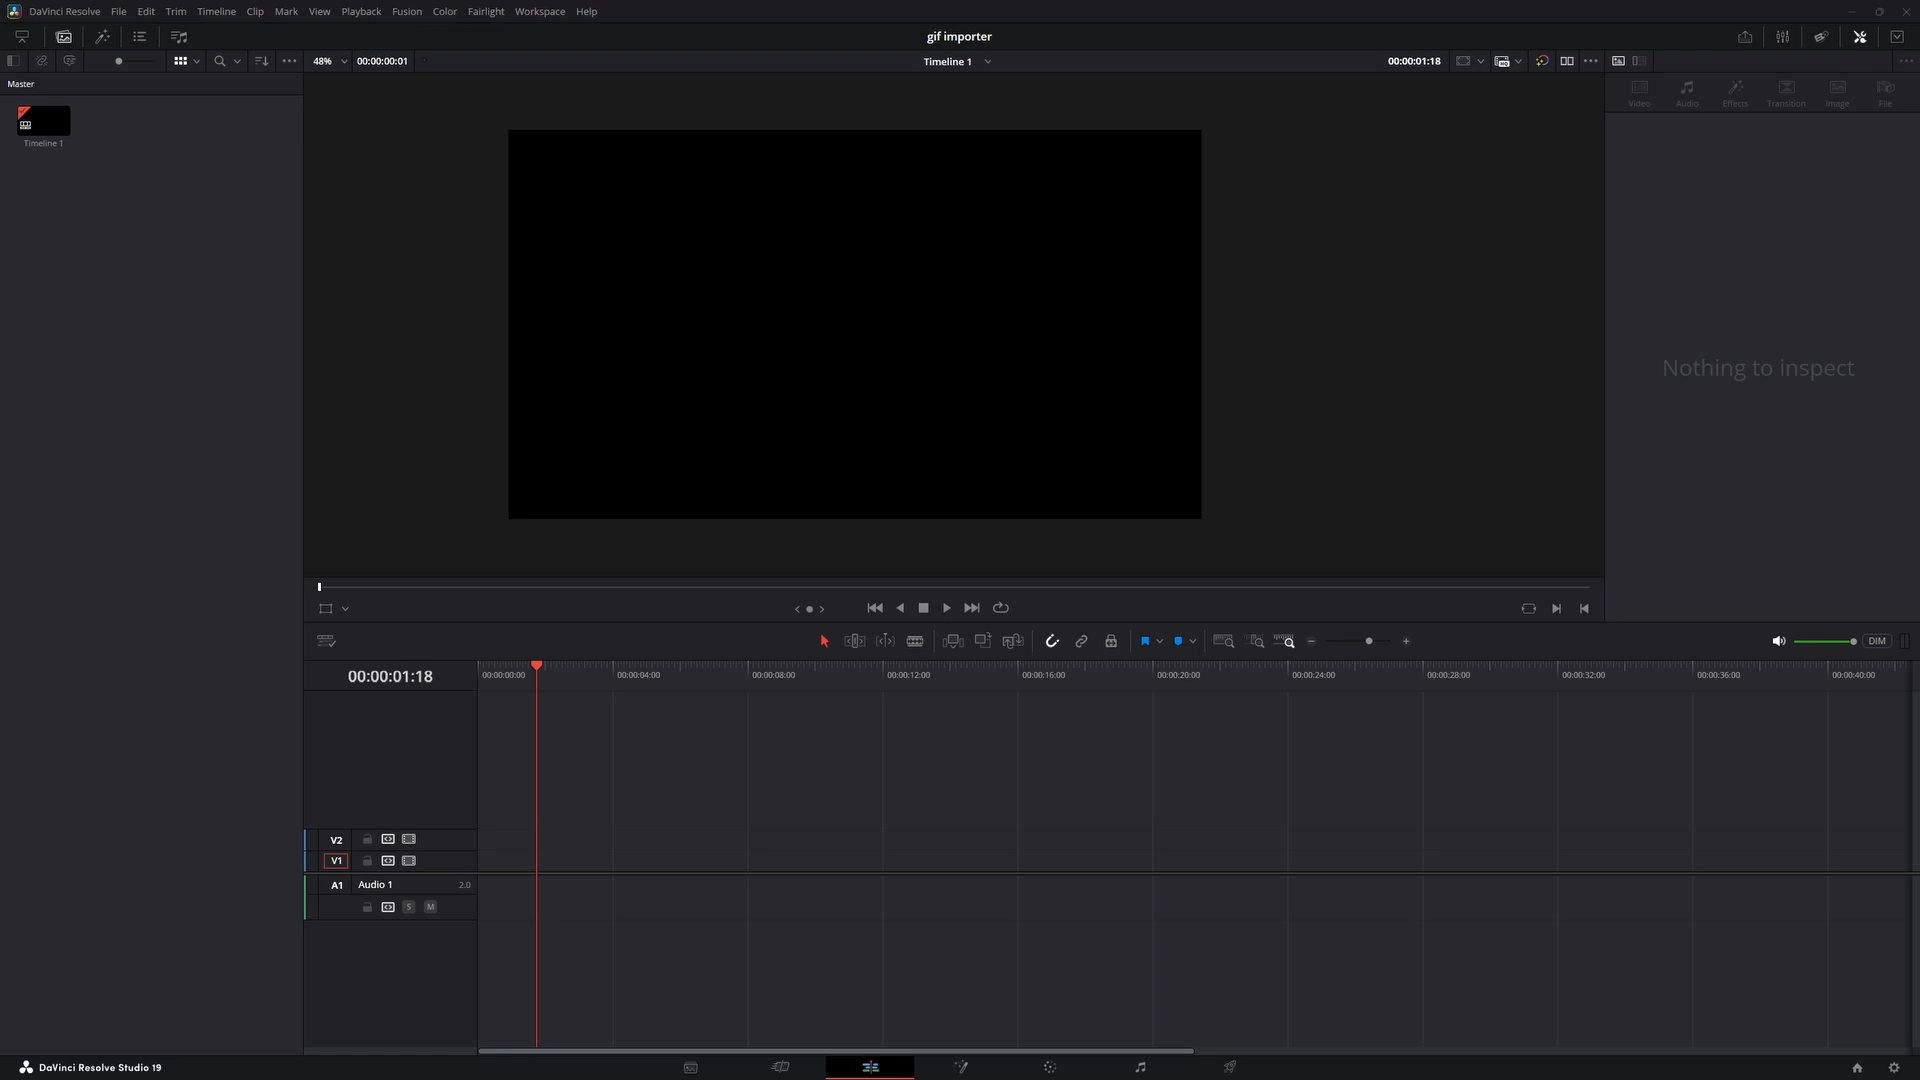 DaVinci Resolve File Edit Trim Timeline Clip Mark View Playback Fusion Color Fairlight Workspace Help
gif importer
48% 00:00:00:01 Timeline 1 00:00:01:18
Master
Video Audio Effects Transition Image File
Timeline 1
Nothing to inspect
DIM
00:00:01:18 00:00:00:00 00:00:04:00 00:00:08:00 00:00:12:00 00:00:16:00 00:00:20:00 00:00:24:00 00:00:28:00 00:00:32:00 00:00:36:00 00:00:40:00
V2
V1
A1 Audio 1 2.0
S M
DaVinci Resolve Studio 19